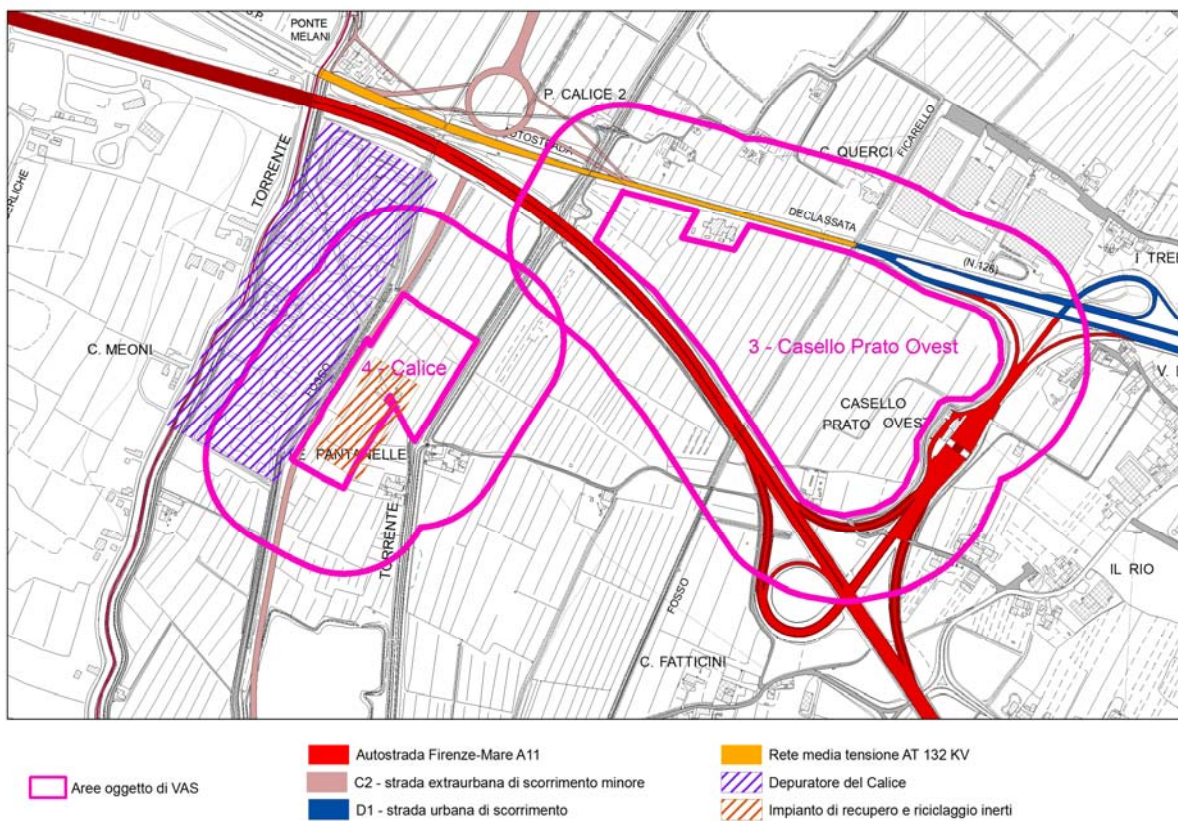 PONTE
MELANI
S.P.
P. CALICE 2
AUTOSTRADA
C. QUERCI
FICARELLO
TORRENTE
DECLASSATA
(N.126)
I TREI
3 - Casello Prato Ovest
C. MEONI
4 - Calice
FOSSO
CASELLO
PRATO OVEST
PANTANELLE
TORRENTE
FOSSO
IL RIO
C. FATTICINI
Aree oggetto di VAS
Autostrada Firenze-Mare A11
C2 - strada extraurbana di scorrimento minore
D1 - strada urbana di scorrimento
Rete media tensione AT 132 KV
Depuratore del Calice
Impianto di recupero e riciclaggio inerti